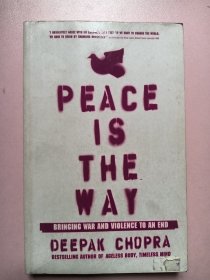 PEACE
IS
THE
WAY
BRINGING WAR AND VIOLENCE TO AN END
DEEPAK CHOPRA
BESTSELLING AUTHOR OF AGELESS BODY, TIMELESS MIND